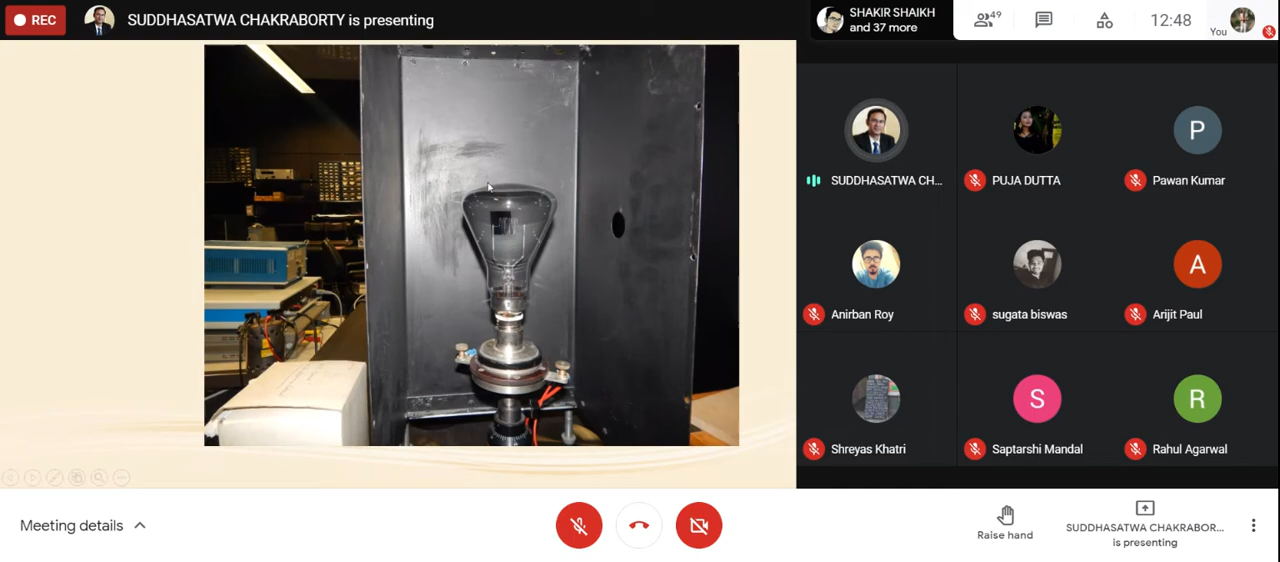 REC
SUDDHASATWA CHAKRABORTY is presenting
SHAKIR SHAIKH
and 37 more
49
12:48
You
SUDDHASATWA CH...
PUJA DUTTA
P
Pawan Kumar
Anirban Roy
sugata biswas
A
Arijit Paul
Shreyas Khatri
S
Saptarshi Mandal
R
Rahul Agarwal
Meeting details
Raise hand
SUDDHASATWA CHAKRABOR...
is presenting